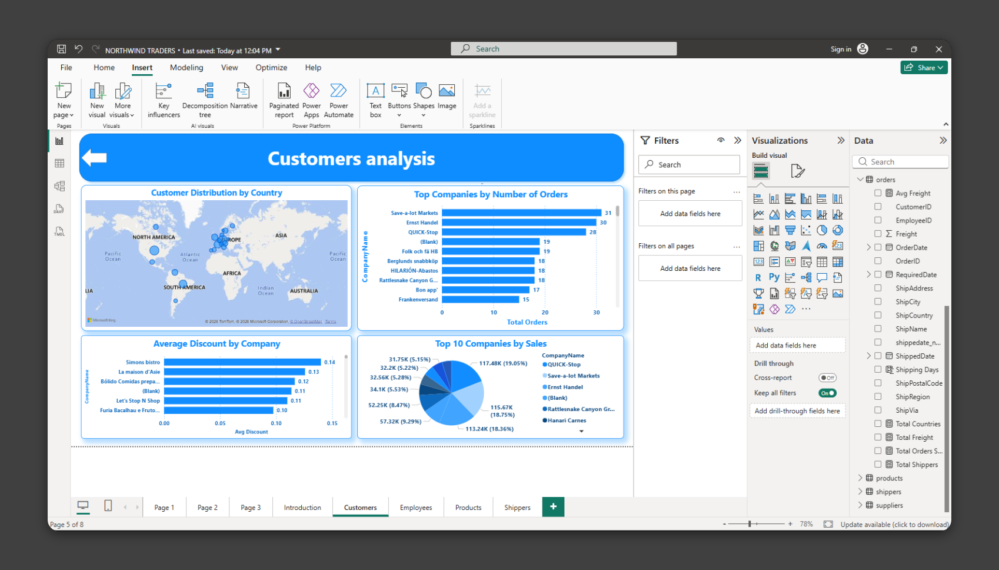 NORTHWIND TRADERS • Last saved: Today at 12:04 PM
Search
Sign in
File Home Insert Modeling View Optimize Help
Share
New page
New visual
More visuals
Key influencers
Decomposition tree
Narrative
Paginated report
Power Apps
Power Automate
Text box
Buttons
Shapes
Image
Add a sparkline
Pages
Visuals
AI visuals
Power Platform
Elements
Sparklines
DAX
TMDL
Customers analysis
Customer Distribution by Country
NORTH AMERICA
EUROPE
ASIA
Pacific Ocean
Atlantic Ocean
Pacific Ocean
AFRICA
SOUTH AMERICA
Indian Ocean
AUSTRALIA
LIA
Microsoft Bing
© 2026 TomTom, © 2026 Microsoft Corporation, © OpenStreetMap Terms
Top Companies by Number of Orders
CompanyName
Save-a-lot Markets 31
Ernst Handel 30
QUICK-Stop 28
(Blank) 19
Folk och fä HB 19
Berglunds snabbköp 18
HILARIÓN-Abastos 18
Rattlesnake Canyon G... 18
Bon app' 17
Frankenversand 15
0 10 20 30
Total Orders
Average Discount by Company
CompanyName
Simons bistro 0.14
La maison d'Asie 0.13
Bólido Comidas prepa... 0.12
(Blank) 0.11
Let's Stop N Shop 0.11
Furia Bacalhau e Fruto... 0.10
0.00 0.05 0.10 0.15
Avg Discount
Top 10 Companies by Sales
31.75K (5.15%)
32.2K (5.22%)
32.56K (5.28%)
34.1K (5.53%)
52.25K (8.47%)
57.32K (9.29%)
117.48K (19.05%)
115.67K (18.75%)
113.24K (18.36%)
CompanyName
QUICK-Stop
Save-a-lot Markets
Ernst Handel
(Blank)
Rattlesnake Canyon Gr...
Hanari Carnes
Filters
Search
Filters on this page ...
Add data fields here
Filters on all pages ...
Add data fields here
Visualizations
Build visual
123
123
R Py
...
Values
Add data fields here
Drill through
Cross-report Off
Keep all filters On
Add drill-through fields here
Data
Search
orders
Avg Freight
CustomerID
EmployeeID
Freight
OrderDate
OrderID
RequiredDate
ShipAddress
ShipCity
ShipCountry
ShipName
shippedate_n...
ShippedDate
Shipping Days
ShipPostalCode
ShipRegion
ShipVia
Total Countries
Total Freight
Total Orders S...
Total Shippers
products
shippers
suppliers
Page 1 Page 2 Page 3 Introduction Customers Employees Products Shippers +
Page 5 of 8
- + 78% Update available (click to download)